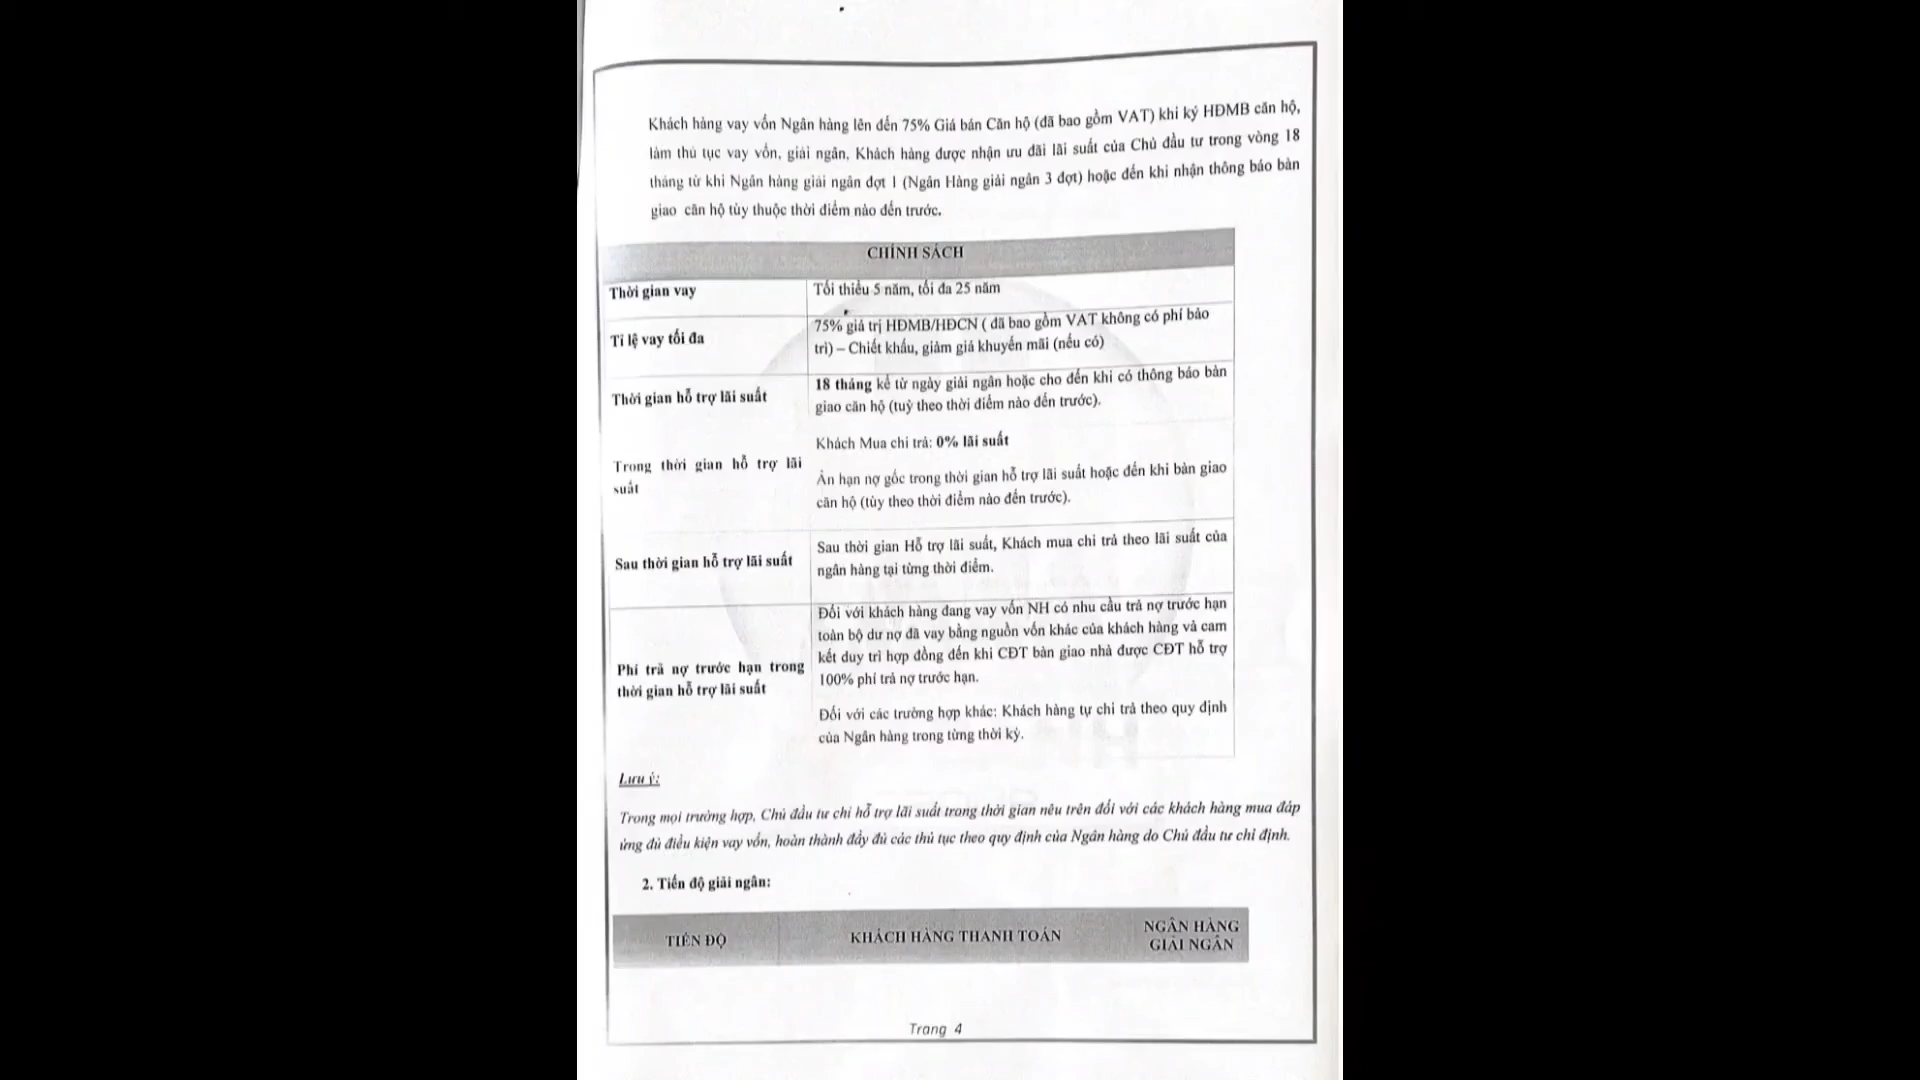 Khách hàng vay vốn Ngân hàng lên đến 75% Giá bán Căn hộ (đã bao gồm VAT) khi ký HĐMB căn hộ,
làm thủ tục vay vốn, giải ngân, Khách hàng được nhận ưu đãi lãi suất của Chủ đầu tư trong vòng 18
tháng từ khi Ngân hàng giải ngân đợt 1 (Ngân Hàng giải ngân 3 đợt) hoặc đến khi nhận thông báo bàn
giao căn hộ tùy thuộc thời điểm nào đến trước.
CHÍNH SÁCH
Thời gian vay
Tối thiểu 5 năm, tối đa 25 năm
Tỉ lệ vay tối đa
75% giá trị HĐMB/HĐCN ( đã bao gồm VAT không có phí bảo
trì) – Chiết khấu, giảm giá khuyến mãi (nếu có)
Thời gian hỗ trợ lãi suất
18 tháng kể từ ngày giải ngân hoặc cho đến khi có thông báo bàn
giao căn hộ (tuỳ theo thời điểm nào đến trước).
Trong thời gian hỗ trợ lãi
suất
Khách Mua chi trả: 0% lãi suất
Ân hạn nợ gốc trong thời gian hỗ trợ lãi suất hoặc đến khi bàn giao
căn hộ (tùy theo thời điểm nào đến trước).
Sau thời gian hỗ trợ lãi suất
Sau thời gian Hỗ trợ lãi suất, Khách mua chi trả theo lãi suất của
ngân hàng tại từng thời điểm.
Phí trả nợ trước hạn trong
thời gian hỗ trợ lãi suất
Đối với khách hàng đang vay vốn NH có nhu cầu trả nợ trước hạn
toàn bộ dư nợ đã vay bằng nguồn vốn khác của khách hàng và cam
kết duy trì hợp đồng đến khi CĐT bàn giao nhà được CĐT hỗ trợ
100% phí trả nợ trước hạn.
Đối với các trường hợp khác: Khách hàng tự chi trả theo quy định
của Ngân hàng trong từng thời kỳ.
Lưu ý:
Trong mọi trường hợp, Chủ đầu tư chỉ hỗ trợ lãi suất trong thời gian nêu trên đối với các khách hàng mua đáp
ứng đủ điều kiện vay vốn, hoàn thành đầy đủ các thủ tục theo quy định của Ngân hàng do Chủ đầu tư chỉ định.
2. Tiến độ giải ngân:
TIẾN ĐỘ
KHÁCH HÀNG THANH TOÁN
NGÂN HÀNG
GIẢI NGÂN
Trang 4